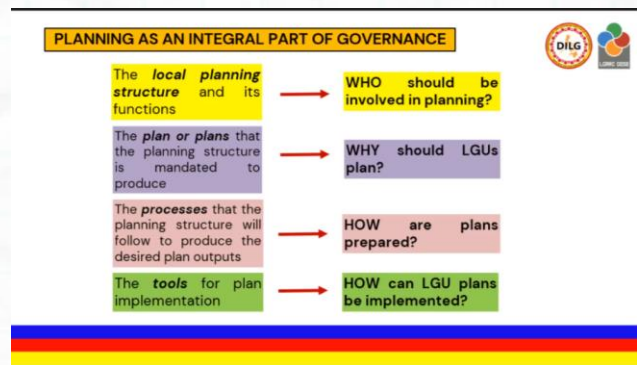 PLANNING AS AN INTEGRAL PART OF GOVERNANCE
DILG
The local planning
structure and its
functions
WHO should be
involved in planning?
The plan or plans that
the planning structure
is mandated to
produce
WHY should LGUs
plan?
The processes that the
planning structure will
follow to produce the
desired plan outputs
HOW are plans
prepared?
The tools for plan
implementation
HOW can LGU plans
be implemented?